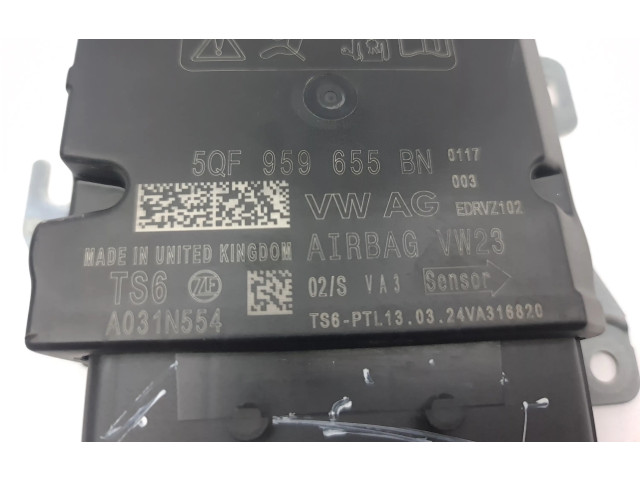 5QF 959 655 BN 0117
003
VW AG EDRVZ102
MADE IN UNITED KINGDOM AIRBAG VW23
TS6 ZF 02/S VA3 Sensor
A031N554 TS6-PTL13.03.24VA316820